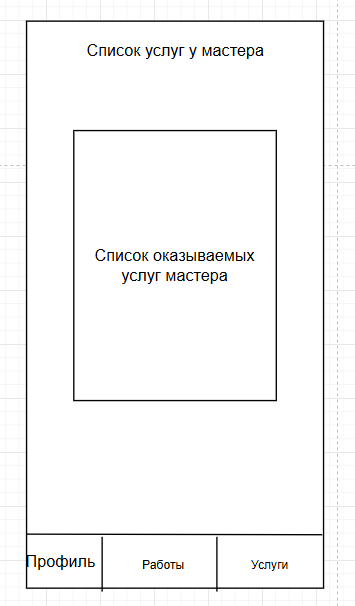 Список услуг у мастера
Список оказываемых
услуг мастера
Профиль
Работы
Услуги